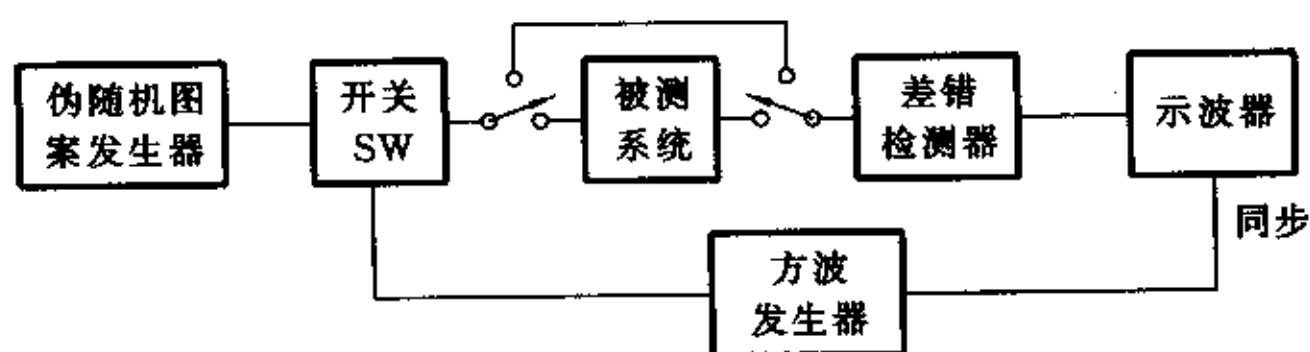 伪随机图
案发生器
开关
SW
被测
系统
差错
检测器
示波器
同步
方波
发生器